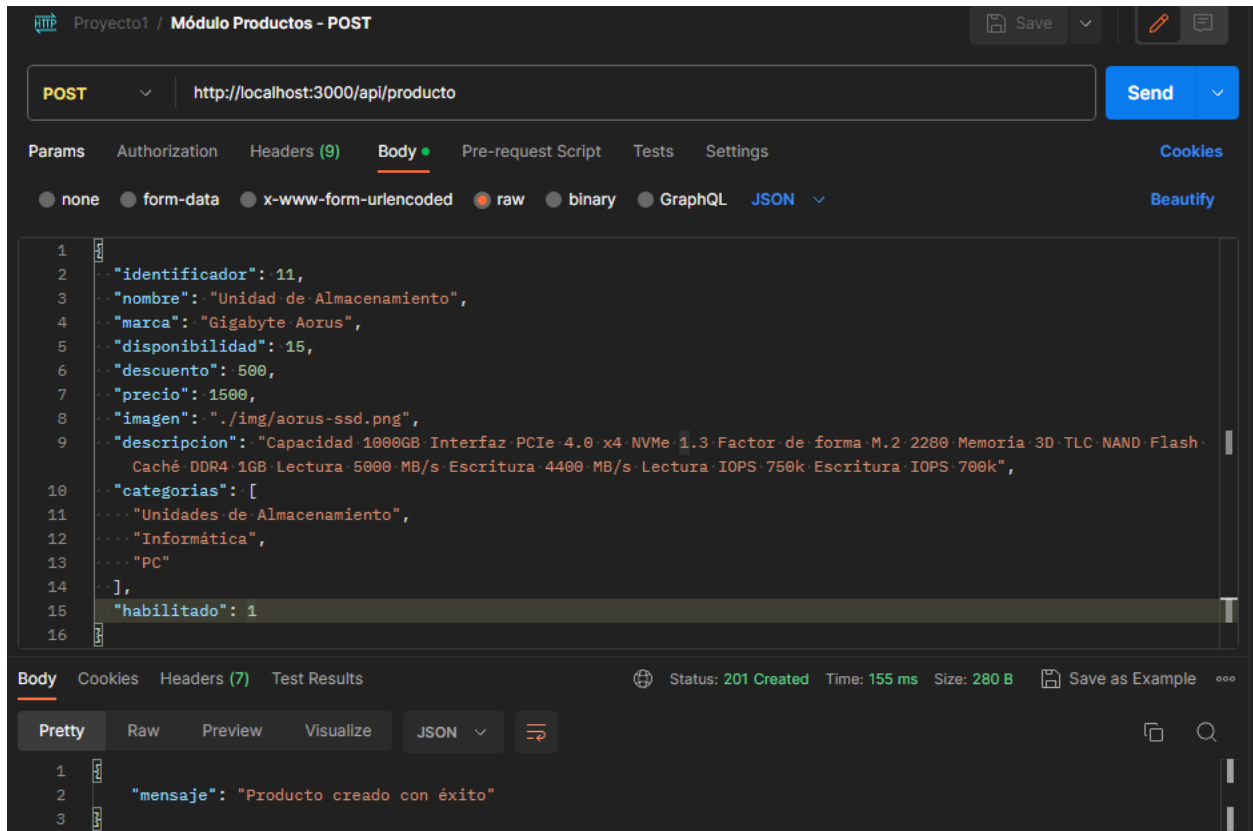 HTTP Proyecto1 / Módulo Productos - POST Save
POST http://localhost:3000/api/producto Send
Params Authorization Headers (9) Body Pre-request Script Tests Settings Cookies
none form-data x-www-form-urlencoded raw binary GraphQL JSON Beautify
1 {
2 "identificador": 11,
3 "nombre": "Unidad de Almacenamiento",
4 "marca": "Gigabyte Aorus",
5 "disponibilidad": 15,
6 "descuento": 500,
7 "precio": 1500,
8 "imagen": "./img/aorus-ssd.png",
9 "descripcion": "Capacidad 1000GB Interfaz PCIe 4.0 x4 NVMe 1.3 Factor de forma M.2 2280 Memoria 3D TLC NAND Flash
Caché DDR4 1GB Lectura 5000 MB/s Escritura 4400 MB/s Lectura IOPS 750k Escritura IOPS 700k",
10 "categorias": [
11 "Unidades de Almacenamiento",
12 "Informática",
13 "PC"
14 ],
15 "habilitado": 1
16 }
Body Cookies Headers (7) Test Results Status: 201 Created Time: 155 ms Size: 280 B Save as Example
Pretty Raw Preview Visualize JSON
1 {
2 "mensaje": "Producto creado con éxito"
3 }